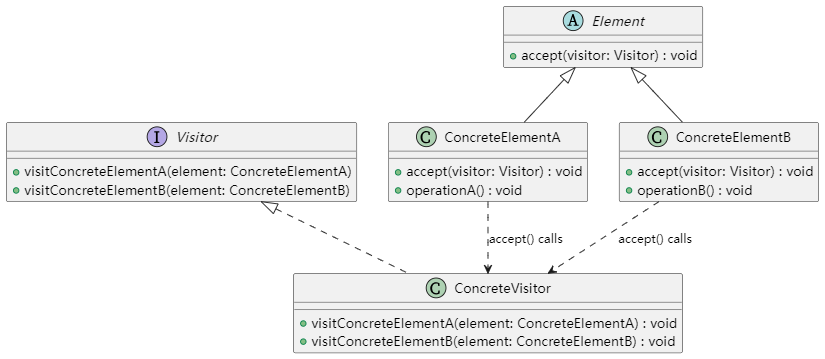 A Element
accept(visitor: Visitor) : void
I Visitor
visitConcreteElementA(element: ConcreteElementA)
visitConcreteElementB(element: ConcreteElementB)
C ConcreteElementA
accept(visitor: Visitor) : void
operationA() : void
C ConcreteElementB
accept(visitor: Visitor) : void
operationB() : void
accept() calls
accept() calls
C ConcreteVisitor
visitConcreteElementA(element: ConcreteElementA) : void
visitConcreteElementB(element: ConcreteElementB) : void